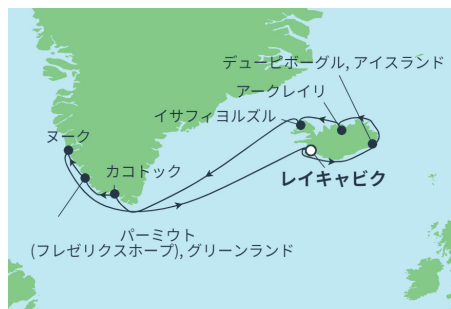 デューピボーグル, アイスランド
アークレイリ
イサフィヨルズル
ヌーク
カコトック
レイキャビク
パーミウト
(フレゼリクスホープ), グリーンランド